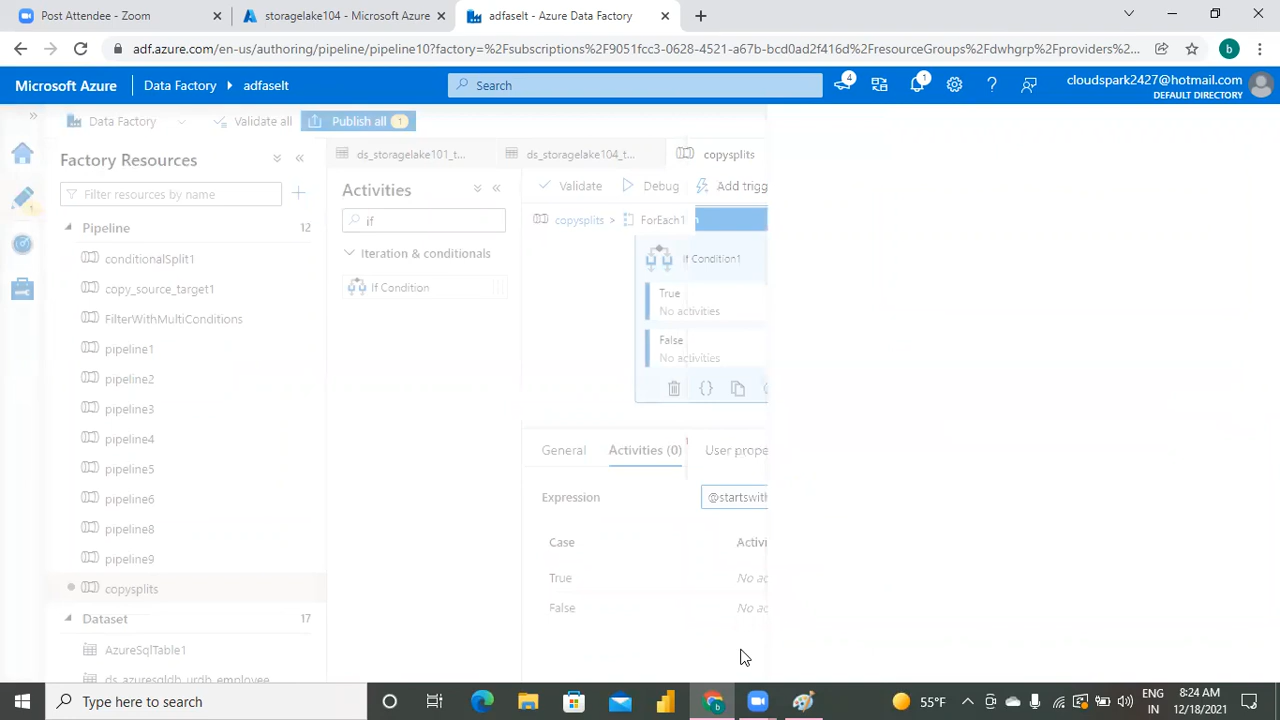 Post Attendee - Zoom
storagelake104 - Microsoft Azure
adfaselt - Azure Data Factory
adf.azure.com/en-us/authoring/pipeline/pipeline10?factory=%2Fsubscriptions%2F9051fcc3-0628-4521-a67b-bcd0ad2f416d%2FresourceGroups%2Fdwhgrp%2Fproviders%2...
b
Microsoft Azure
Data Factory
adfaselt
Search
4
1
cloudspark2427@hotmail.com
DEFAULT DIRECTORY
Data Factory
Validate all
Publish all 1
Factory Resources
ds_storagelake101_t...
ds_storagelake104_t...
copysplits
Filter resources by name
Activities
Validate
Debug
Add trigg
if
copysplits > ForEach1
Pipeline 12
Iteration & conditionals
If Condition
If Condition1
True
No activities
False
No activities
conditionalSplit1
copy_source_target1
FilterWithMultiConditions
pipeline1
pipeline2
pipeline3
pipeline4
pipeline5
pipeline6
pipeline8
pipeline9
copysplits
Dataset 17
AzureSqlTable1
ds_azuresqldb_urdb_employee
General
Activities (0)
1
User prope
Expression
@startswith
Case
Activi
True
No ac
False
No ac
Type here to search
b
55°F
ENG
IN
8:24 AM
12/18/2021